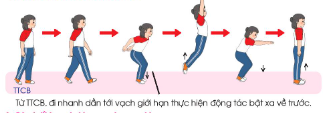 TTCB
Từ TTCB, đi nhanh dần tới vạch giới hạn thực hiện động tác bật xa về trước.